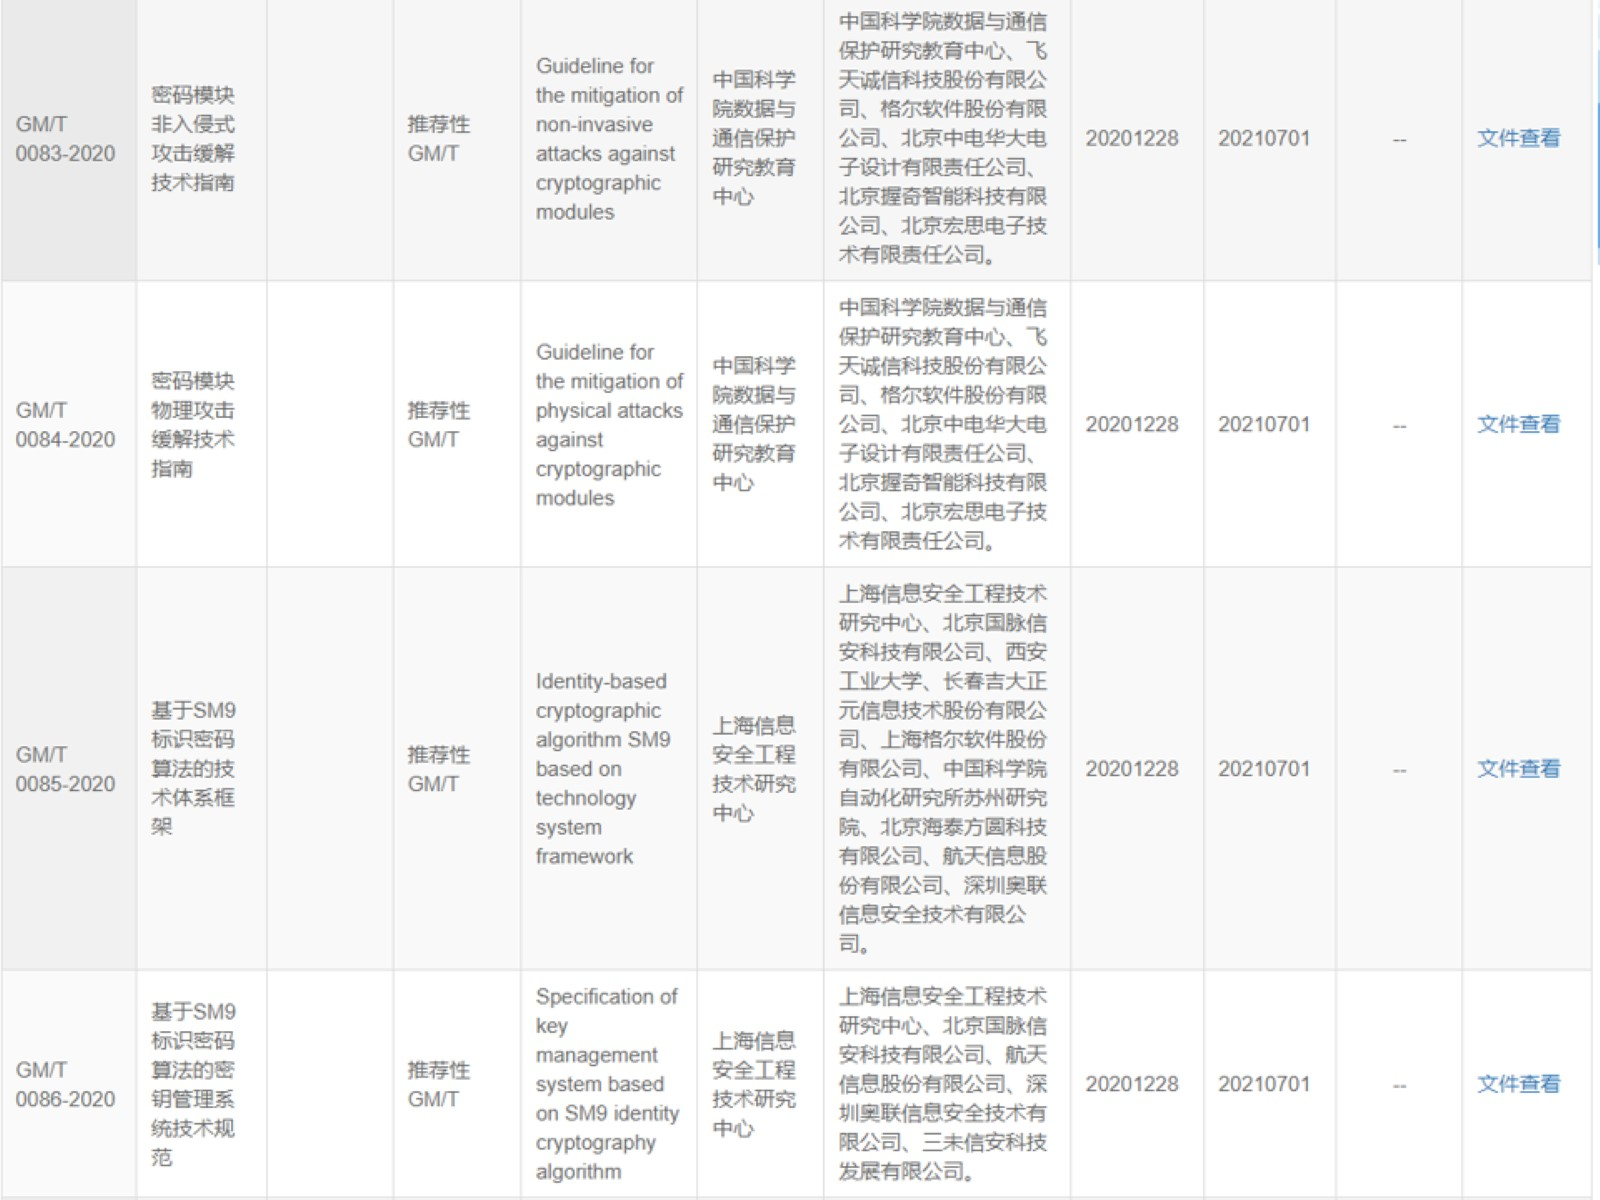 GM/T
0083-2020
密码模块
非入侵式
攻击缓解
技术指南
推荐性
GM/T
Guideline for
the mitigation of
non-invasive
attacks against
cryptographic
modules
中国科学
院数据与
通信保护
研究教育
中心
中国科学院数据与通信
保护研究教育中心、飞
天诚信科技股份有限公
司、格尔软件股份有限
公司、北京中电华大电
子设计有限责任公司、
北京握奇智能科技有限
公司、北京宏思电子技
术有限责任公司。
20201228
20210701
--
文件查看
GM/T
0084-2020
密码模块
物理攻击
缓解技术
指南
推荐性
GM/T
Guideline for
the mitigation of
physical attacks
against
cryptographic
modules
中国科学
院数据与
通信保护
研究教育
中心
中国科学院数据与通信
保护研究教育中心、飞
天诚信科技股份有限公
司、格尔软件股份有限
公司、北京中电华大电
子设计有限责任公司、
北京握奇智能科技有限
公司、北京宏思电子技
术有限责任公司。
20201228
20210701
--
文件查看
GM/T
0085-2020
基于SM9
标识密码
算法的技
术体系框
架
推荐性
GM/T
Identity-based
cryptographic
algorithm SM9
based on
technology
system
framework
上海信息
安全工程
技术研究
中心
上海信息安全工程技术
研究中心、北京国脉信
安科技有限公司、西安
工业大学、长春吉大正
元信息技术股份有限公
司、上海格尔软件股份
有限公司、中国科学院
自动化研究所苏州研究
院、北京海泰方圆科技
有限公司、航天信息股
份有限公司、深圳奥联
信息安全技术有限公
司。
20201228
20210701
--
文件查看
GM/T
0086-2020
基于SM9
标识密码
算法的密
钥管理系
统技术规
范
推荐性
GM/T
Specification of
key
management
system based
on SM9 identity
cryptography
algorithm
上海信息
安全工程
技术研究
中心
上海信息安全工程技术
研究中心、北京国脉信
安科技有限公司、航天
信息股份有限公司、深
圳奥联信息安全技术有
限公司、三未信安科技
发展有限公司。
20201228
20210701
--
文件查看